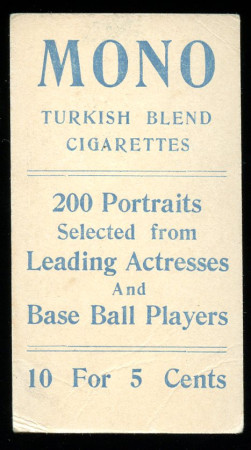 MONO
TURKISH BLEND
CIGARETTES
200 Portraits
Selected from
Leading Actresses
And
Base Ball Players
10 For 5 Cents